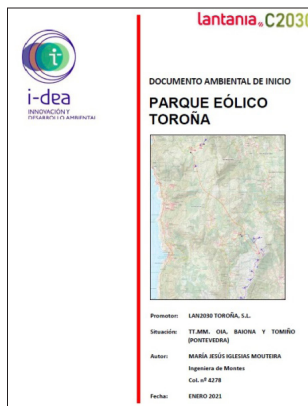 lantania C2030
i-dea
INNOVACIÓN Y
DESARROLLO AMBIENTAL
DOCUMENTO AMBIENTAL DE INICIO
PARQUE EÓLICO
TOROÑA
Promotor: LAN2030 TOROÑA, S.L.
Situación: TT.MM. OIA, BAIONA Y TOMIÑO
(PONTEVEDRA)
Autor: MARÍA JESÚS IGLESIAS MOUTEIRA
Ingeniera de Montes
Col. nº 4278
Fecha: ENERO 2021